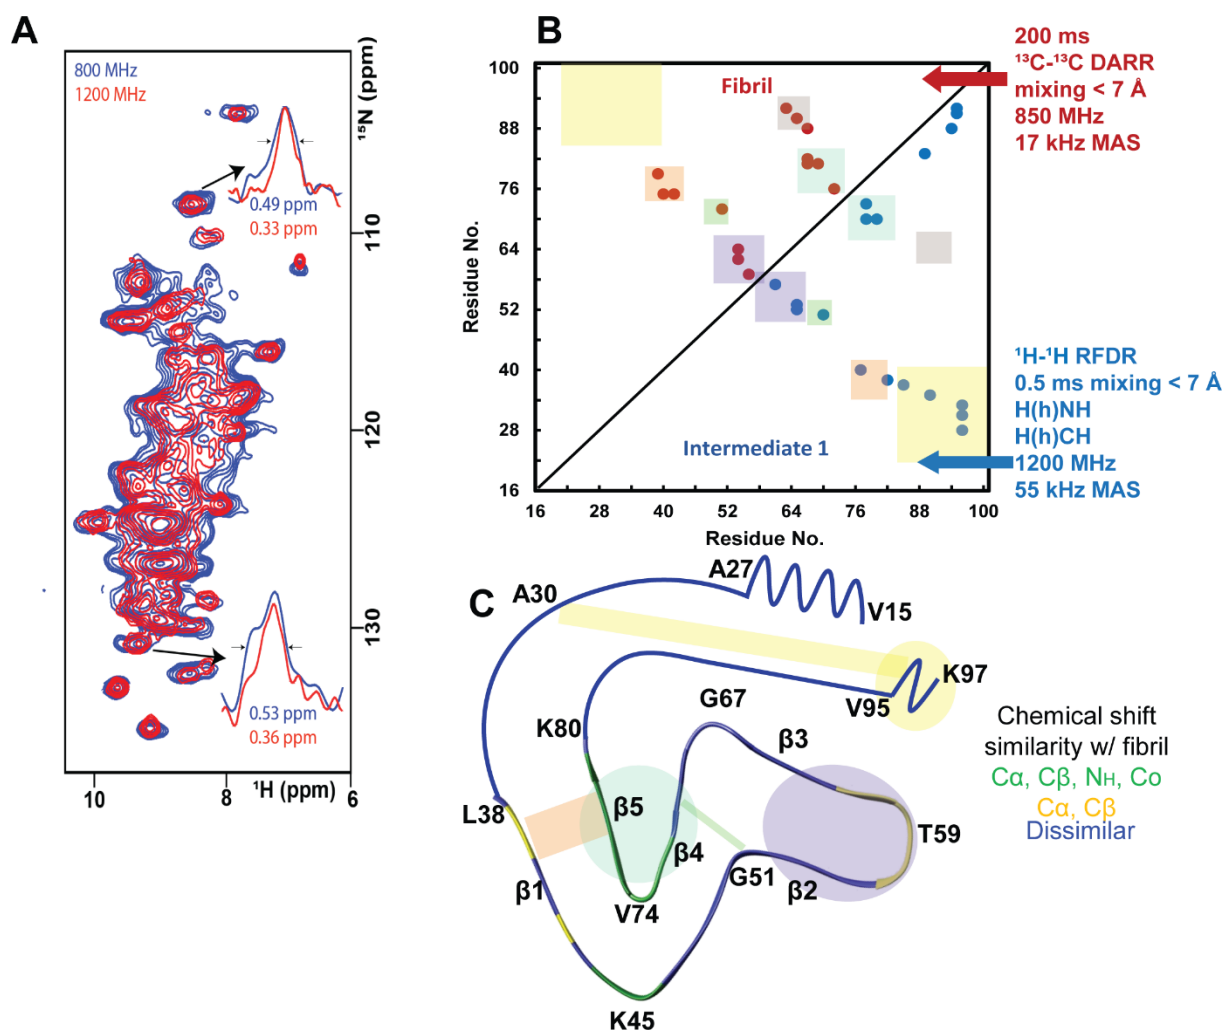 A
800 MHz
1200 MHz
0.49 ppm
0.33 ppm
0.53 ppm
0.36 ppm
¹⁵N (ppm)
110
120
130
10
8
6
¹H (ppm)
B
Residue No.
100
88
76
64
52
40
28
16
Fibril
Intermediate 1
16
28
40
52
64
76
88
100
Residue No.
200 ms
¹³C-¹³C DARR
mixing < 7 Å
850 MHz
17 kHz MAS
¹H-¹H RFDR
0.5 ms mixing < 7 Å
H(h)NH
H(h)CH
1200 MHz
55 kHz MAS
C
A27
A30
V15
K97
V95
G67
K80
β3
L38
β5
T59
β4
G51
β2
β1
V74
K45
Chemical shift
similarity w/ fibril
Cα, Cβ, NH, Co
Cα, Cβ
Dissimilar